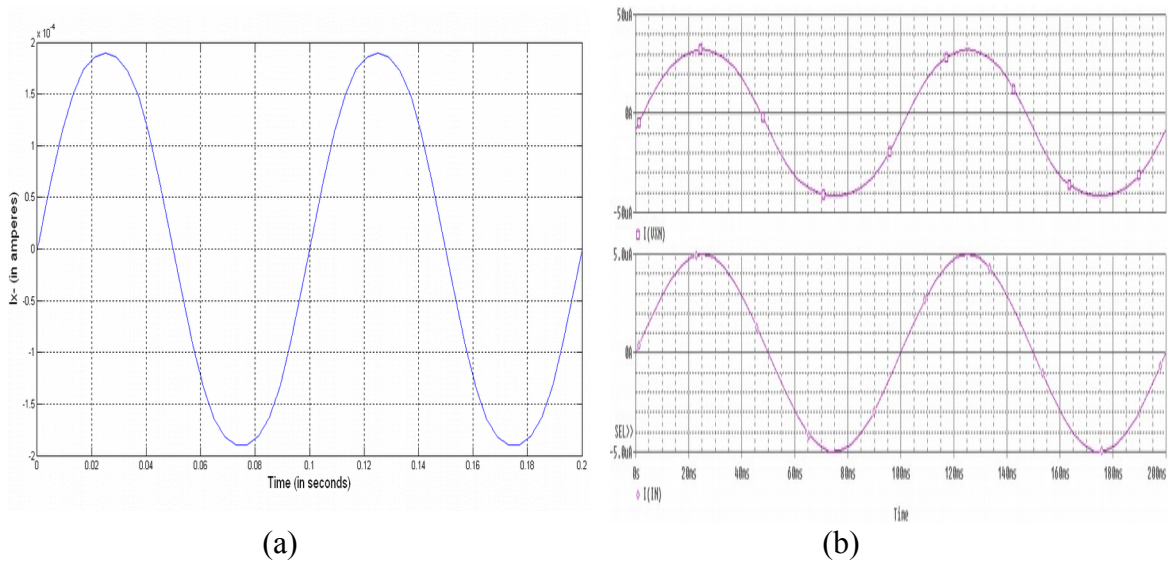 x 10⁻⁴
2
1.5
1
0.5
0
-0.5
-1
-1.5
-2
Ix- (in amperes)
0 0.02 0.04 0.06 0.08 0.1 0.12 0.14 0.16 0.18 0.2
Time (in seconds)
(a)
50uA
0A
-50uA
I(VXN)
5.0uA
0A
SEL>>
-5.0uA
0s 20ms 40ms 60ms 80ms 100ms 120ms 140ms 160ms 180ms 200ms
I(IN)
Time
(b)